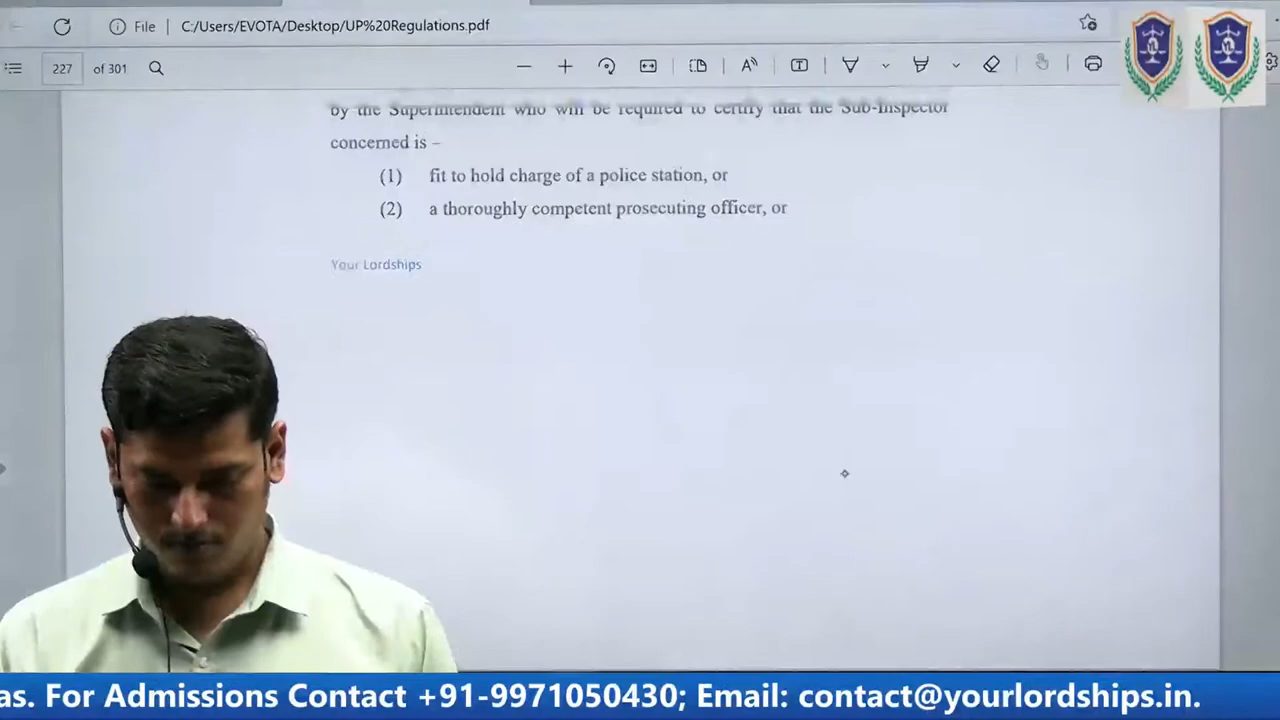 File C:/Users/EVOTA/Desktop/UP%20Regulations.pdf
227 of 301
by the Superintendent who will be required to certify that the Sub-Inspector
concerned is –
(1) fit to hold charge of a police station, or
(2) a thoroughly competent prosecuting officer, or
Your Lordships
as. For Admissions Contact +91-9971050430; Email: contact@yourlordships.in.